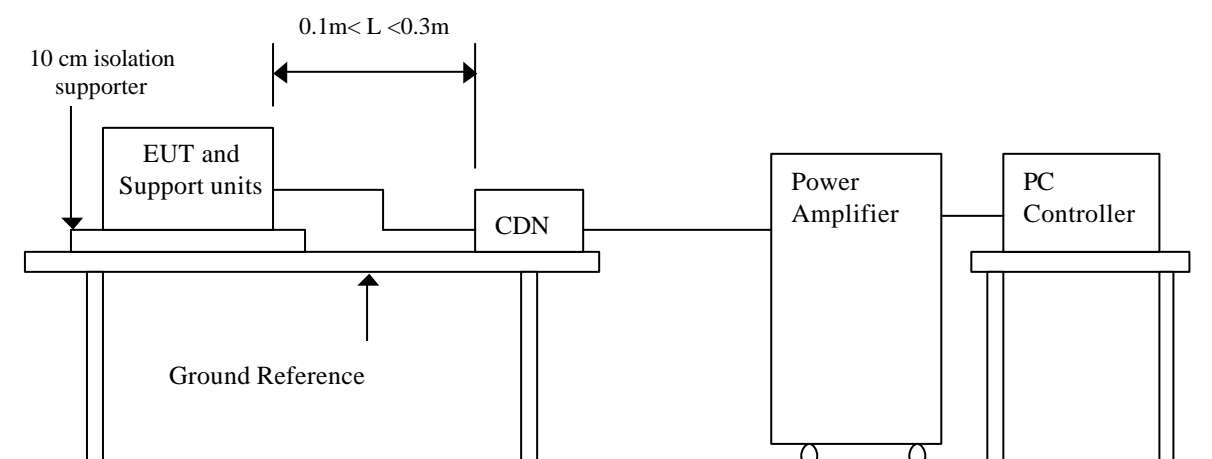 0.1m< L <0.3m
10 cm isolation
supporter
EUT and
Support units
CDN
Power
Amplifier
PC
Controller
Ground Reference